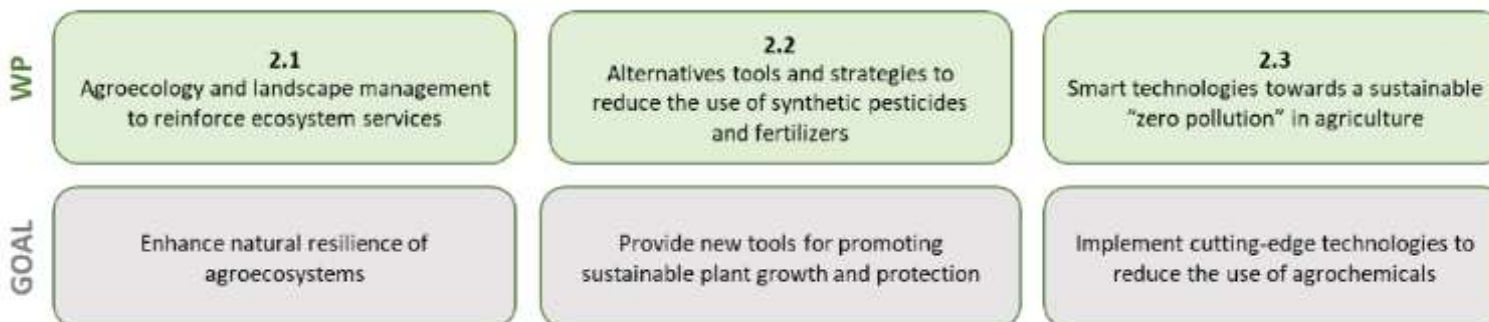 WP
2.1
Agroecology and landscape management
to reinforce ecosystem services
2.2
Alternatives tools and strategies to
reduce the use of synthetic pesticides
and fertilizers
2.3
Smart technologies towards a sustainable
“zero pollution” in agriculture
GOAL
Enhance natural resilience of
agroecosystems
Provide new tools for promoting
sustainable plant growth and protection
Implement cutting-edge technologies to
reduce the use of agrochemicals